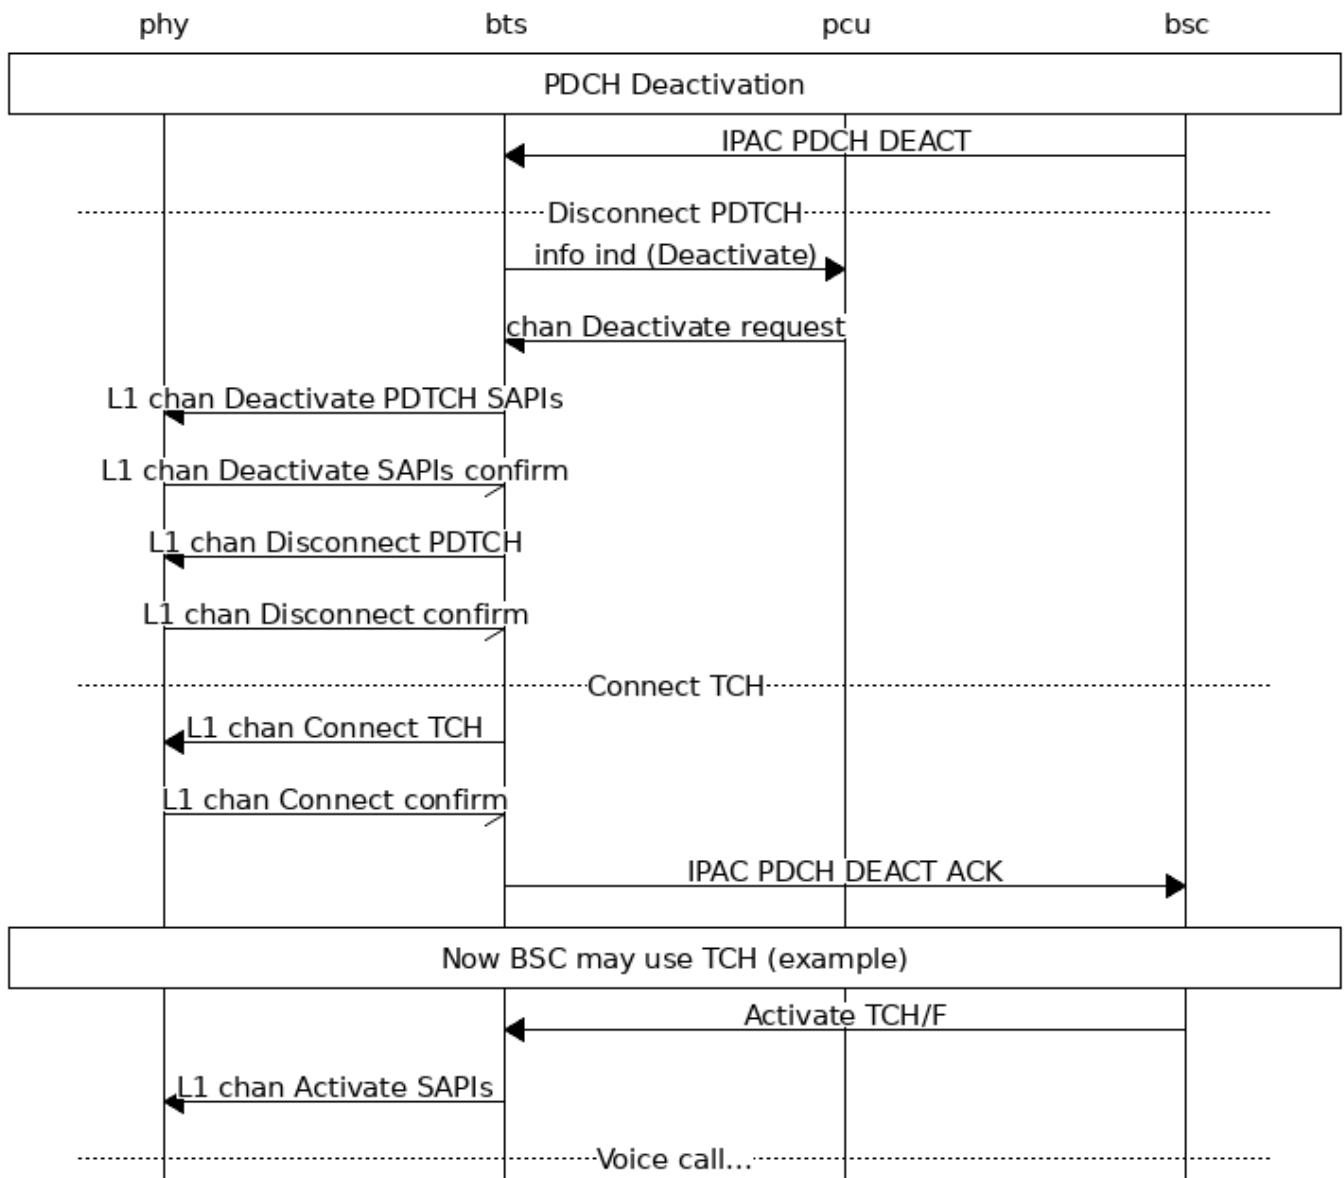 phy bts pcu bsc
PDCH Deactivation
IPAC PDCH DEACT
Disconnect PDTCH
info ind (Deactivate)
chan Deactivate request
L1 chan Deactivate PDTCH SAPIs
L1 chan Deactivate SAPIs confirm
L1 chan Disconnect PDTCH
L1 chan Disconnect confirm
Connect TCH
L1 chan Connect TCH
L1 chan Connect confirm
IPAC PDCH DEACT ACK
Now BSC may use TCH (example)
Activate TCH/F
L1 chan Activate SAPIs
Voice call...